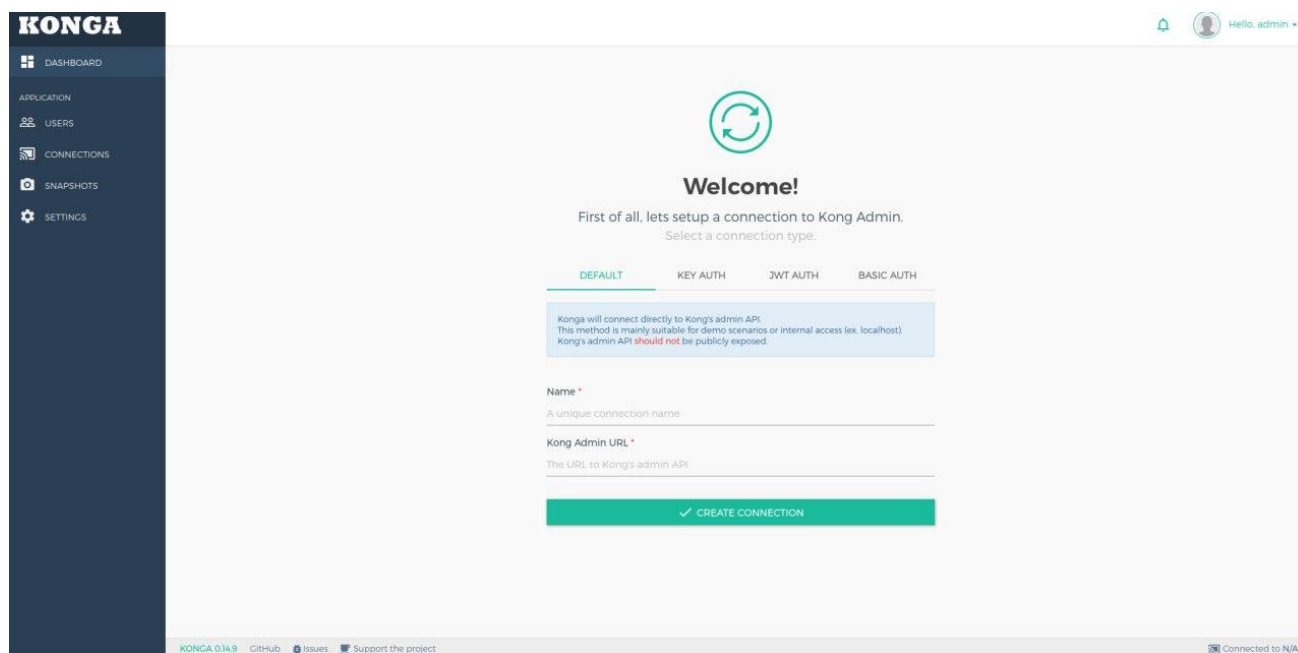 KONGA
Hello, admin
DASHBOARD
APPLICATION
USERS
CONNECTIONS
SNAPSHOTS
SETTINGS
Welcome!
First of all, lets setup a connection to Kong Admin.
Select a connection type.
DEFAULT KEY AUTH JWT AUTH BASIC AUTH
Konga will connect directly to Kong's admin API.
This method is mainly suitable for demo scenarios or internal access (ex. localhost).
Kong's admin API should not be publicly exposed.
Name *
A unique connection name
Kong Admin URL *
The URL to Kong's admin API
CREATE CONNECTION
KONGA 0.14.9 GitHub Issues Support the project
Connected to N/A